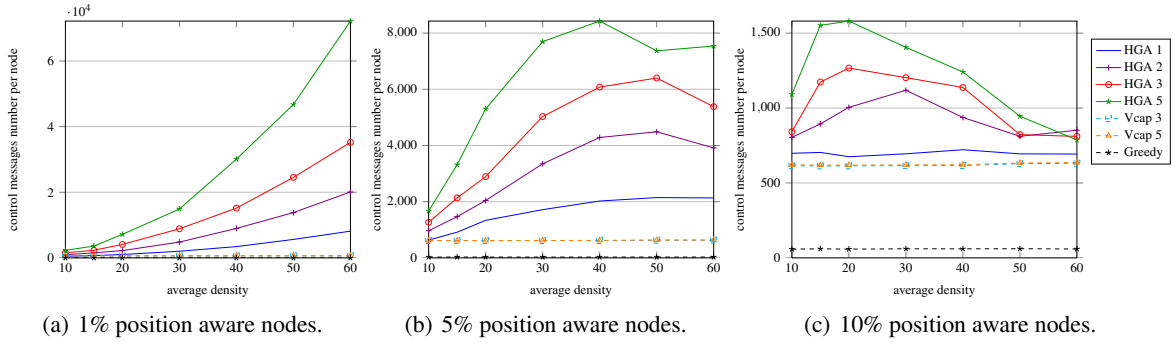 ·10^4
6
4
2
0
10 20 30 40 50 60
average density
control messages number per node
(a) 1% position aware nodes.
8,000
6,000
4,000
2,000
0
10 20 30 40 50 60
average density
control messages number per node
(b) 5% position aware nodes.
1,500
1,000
500
0
10 20 30 40 50 60
average density
control messages number per node
(c) 10% position aware nodes.
HGA 1
HGA 2
HGA 3
HGA 5
Vcap 3
Vcap 5
Greedy